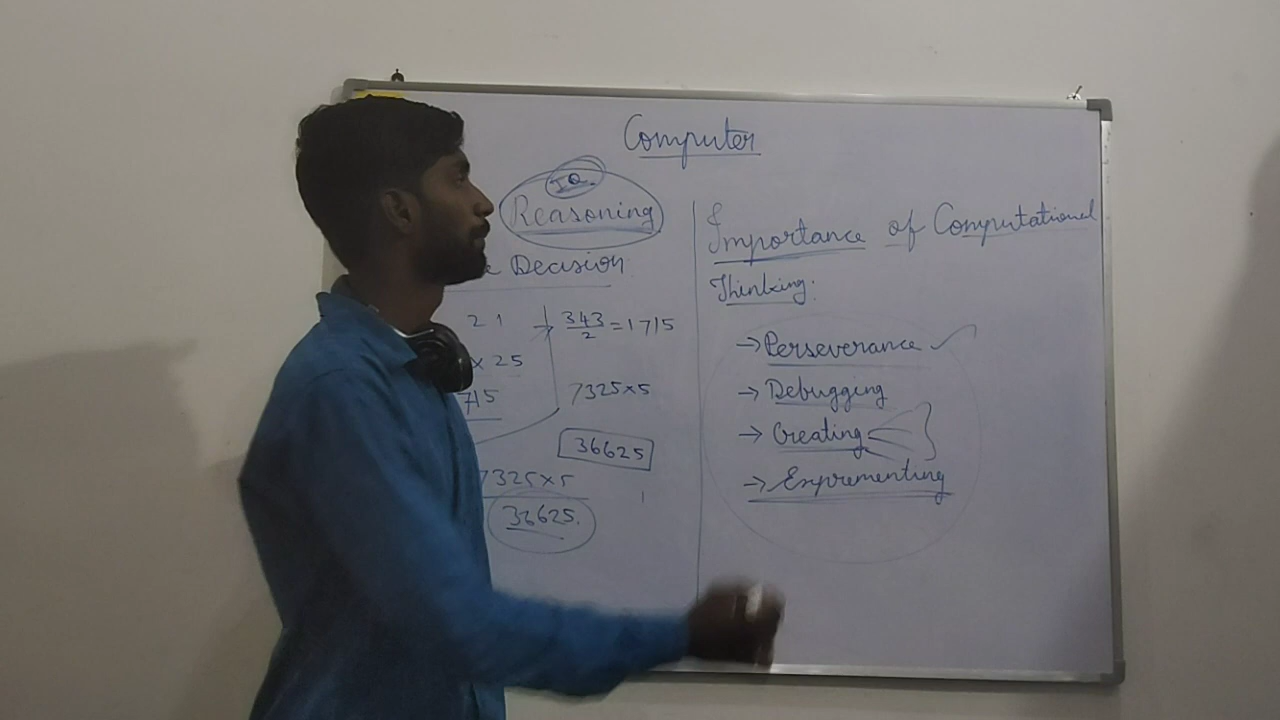 Computer
I.Q.
Reasoning
Decision
21
x 25
715
→ 343/2 = 1715
7325x5
36625
7325x5
36625.
Importance of Computational
Thinking:
→ Perseverance ✓
→ Debugging
→ Creating
→ Exprementing